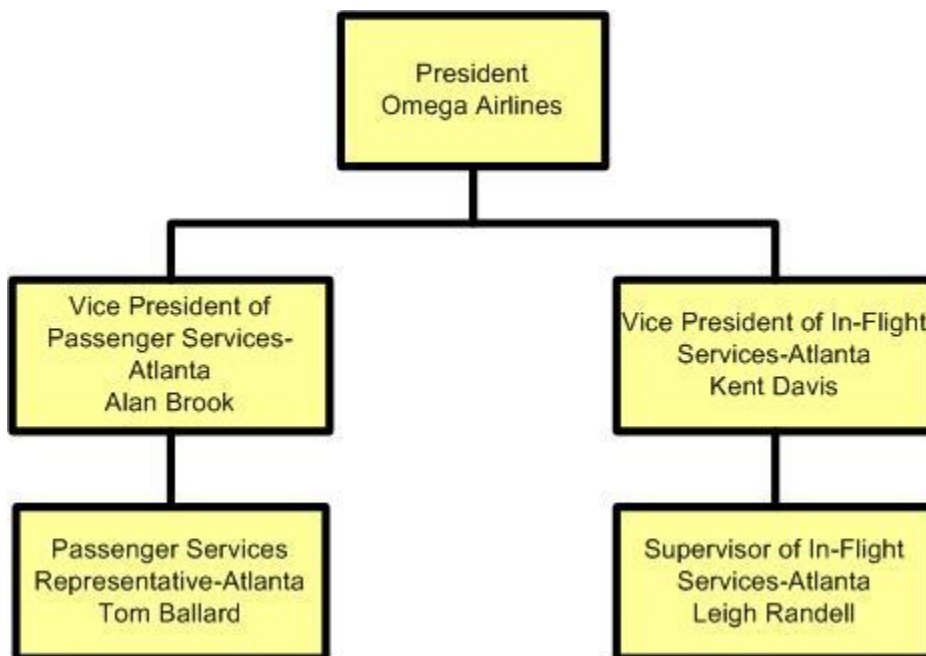 President
Omega Airlines
Vice President of
Passenger Services-
Atlanta
Alan Brook
Vice President of In-Flight
Services-Atlanta
Kent Davis
Passenger Services
Representative-Atlanta
Tom Ballard
Supervisor of In-Flight
Services-Atlanta
Leigh Randell